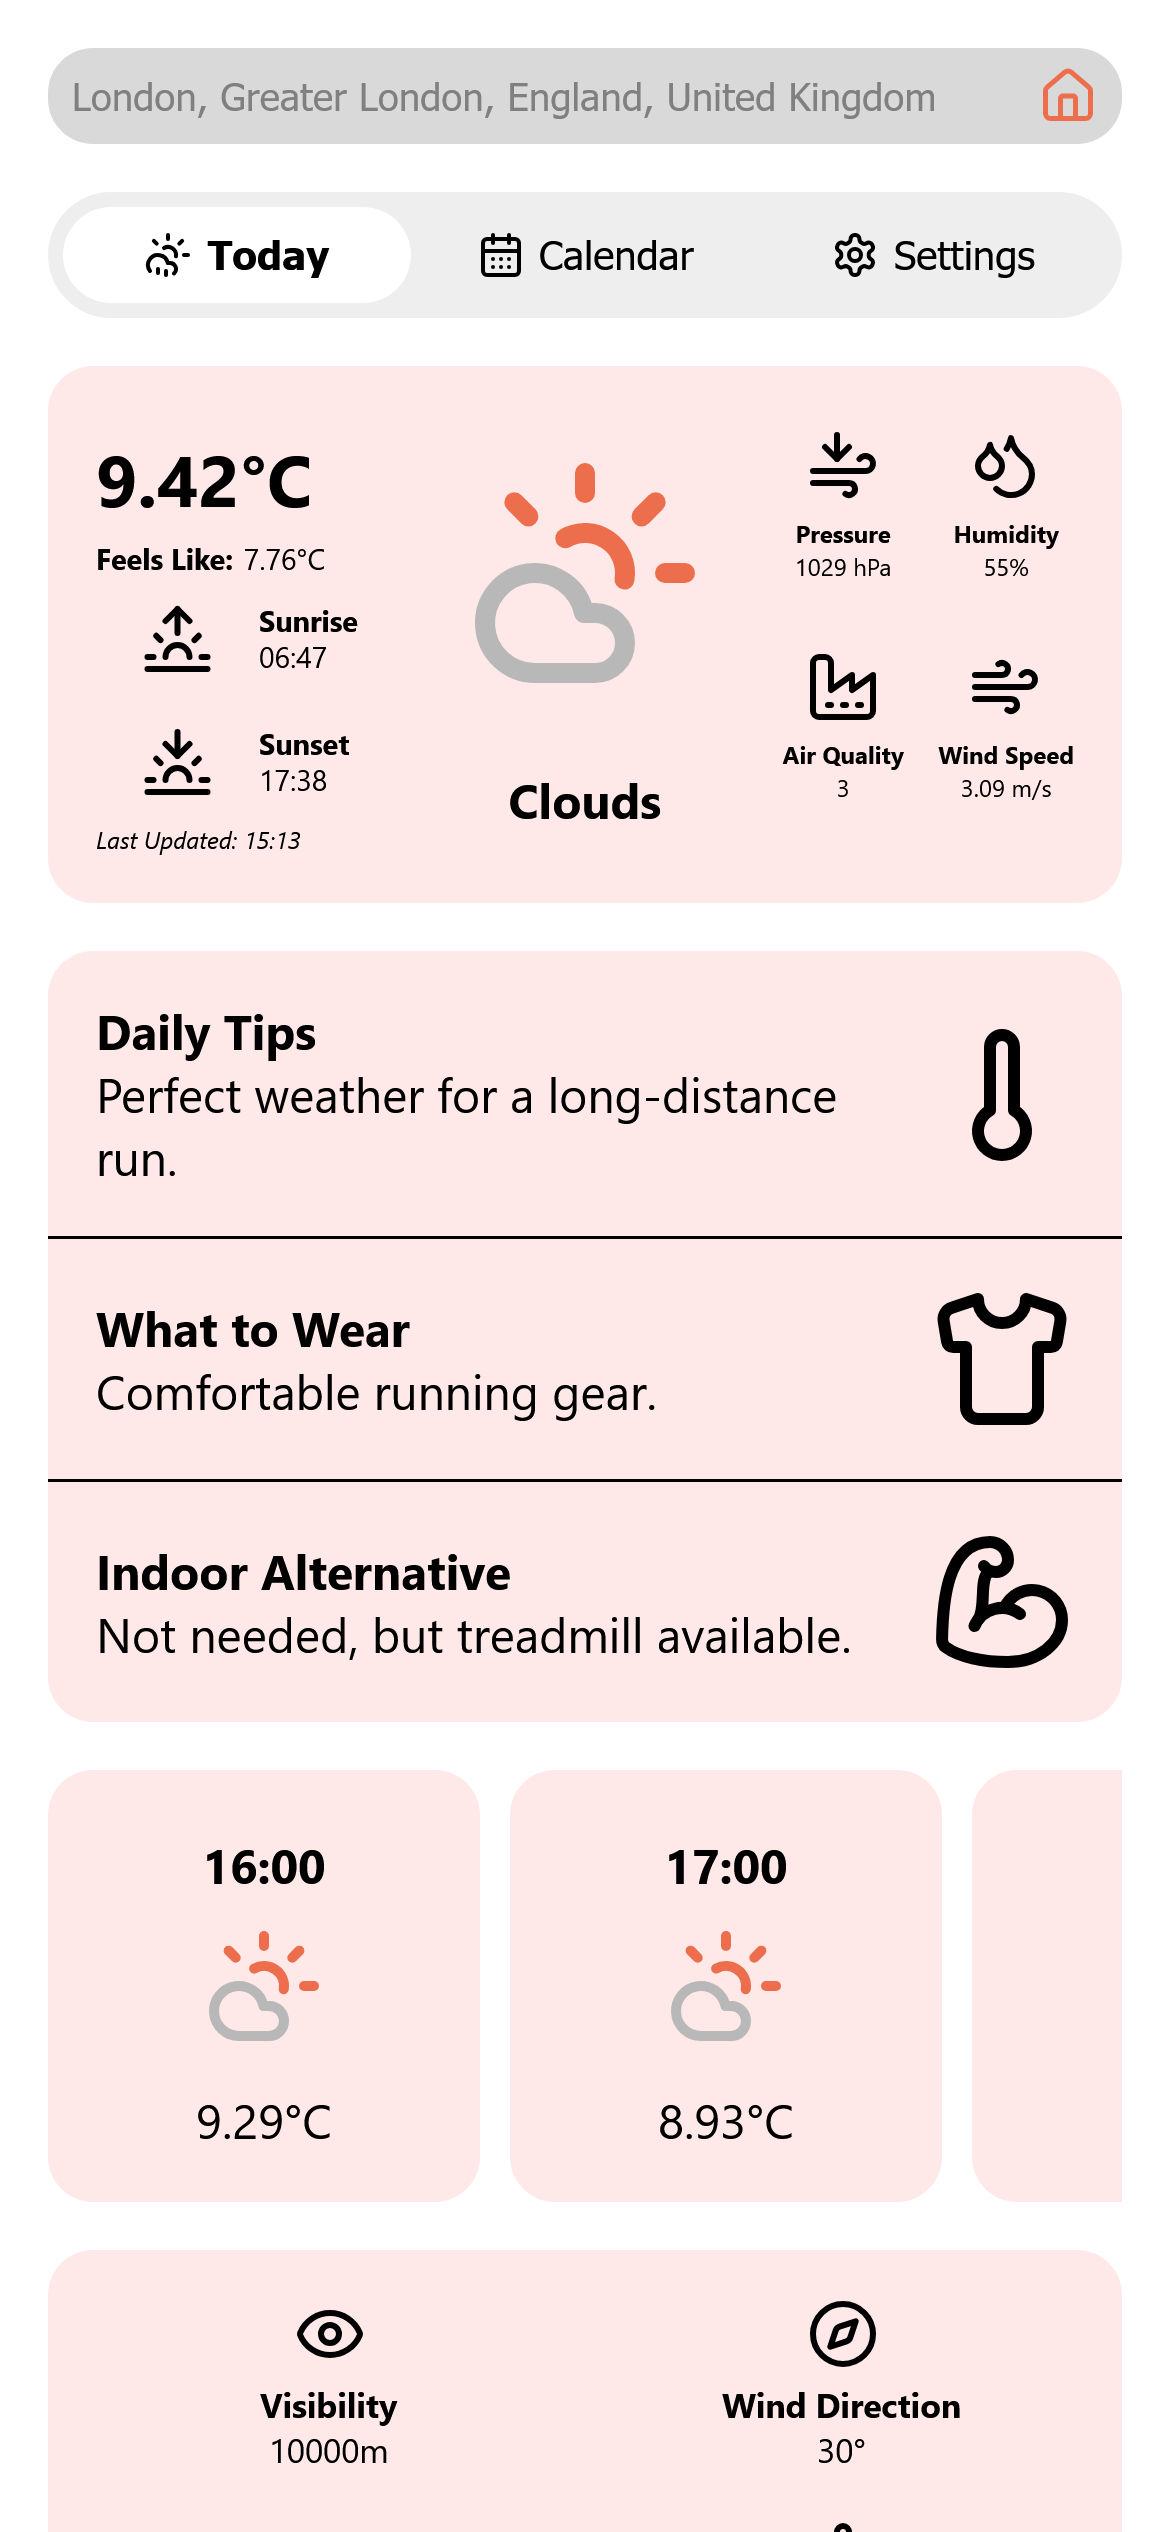 London, Greater London, England, United Kingdom
Today
Calendar
Settings
9.42°C
Feels Like: 7.76°C
Sunrise
06:47
Sunset
17:38
Last Updated: 15:13
Clouds
Pressure
1029 hPa
Humidity
55%
Air Quality
3
Wind Speed
3.09 m/s
Daily Tips
Perfect weather for a long-distance
run.
What to Wear
Comfortable running gear.
Indoor Alternative
Not needed, but treadmill available.
16:00
9.29°C
17:00
8.93°C
Visibility
10000m
Wind Direction
30°